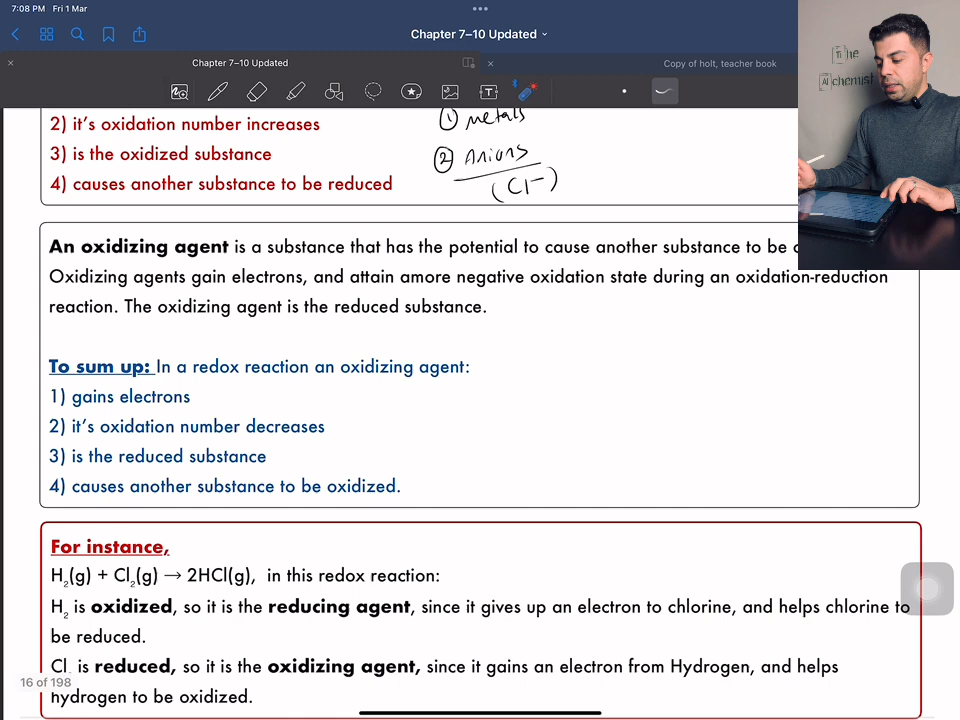 7:08 PM Fri 1 Mar
Chapter 7–10 Updated
Chapter 7–10 Updated
Copy of holt, teacher book
The
Alchemist
2) it's oxidation number increases
3) is the oxidized substance
4) causes another substance to be reduced
① metals
② Anions
(Cl⁻)
An oxidizing agent is a substance that has the potential to cause another substance to be
Oxidizing agents gain electrons, and attain amore negative oxidation state during an oxidation-reduction
reaction. The oxidizing agent is the reduced substance.
To sum up: In a redox reaction an oxidizing agent:
1) gains electrons
2) it's oxidation number decreases
3) is the reduced substance
4) causes another substance to be oxidized.
For instance,
H₂(g) + Cl₂(g) → 2HCl(g), in this redox reaction:
H₂ is oxidized, so it is the reducing agent, since it gives up an electron to chlorine, and helps chlorine to
be reduced.
Cl is reduced, so it is the oxidizing agent, since it gains an electron from Hydrogen, and helps
hydrogen to be oxidized.
16 of 198